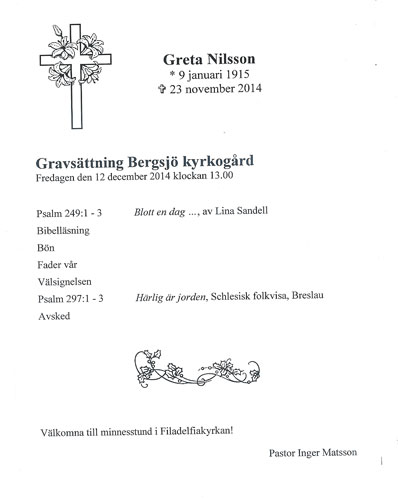 Greta Nilsson
* 9 januari 1915
✞ 23 november 2014
Gravsättning Bergsjö kyrkogård
Fredagen den 12 december 2014 klockan 13.00
Psalm 249:1 - 3 Blott en dag ..., av Lina Sandell
Bibelläsning
Bön
Fader vår
Välsignelsen
Psalm 297:1 - 3 Härlig är jorden, Schlesisk folkvisa, Breslau
Avsked
Välkomna till minnesstund i Filadelfiakyrkan!
Pastor Inger Matsson